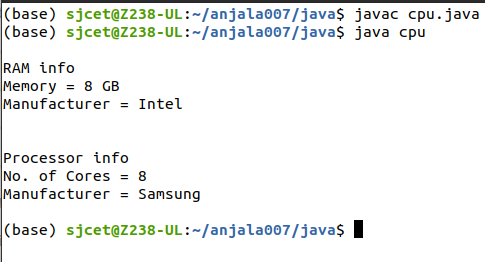 (base) sjcet@Z238-UL:~/anjala007/java$ javac cpu.java
(base) sjcet@Z238-UL:~/anjala007/java$ java cpu
RAM info
Memory = 8 GB
Manufacturer = Intel
Processor info
No. of Cores = 8
Manufacturer = Samsung
(base) sjcet@Z238-UL:~/anjala007/java$